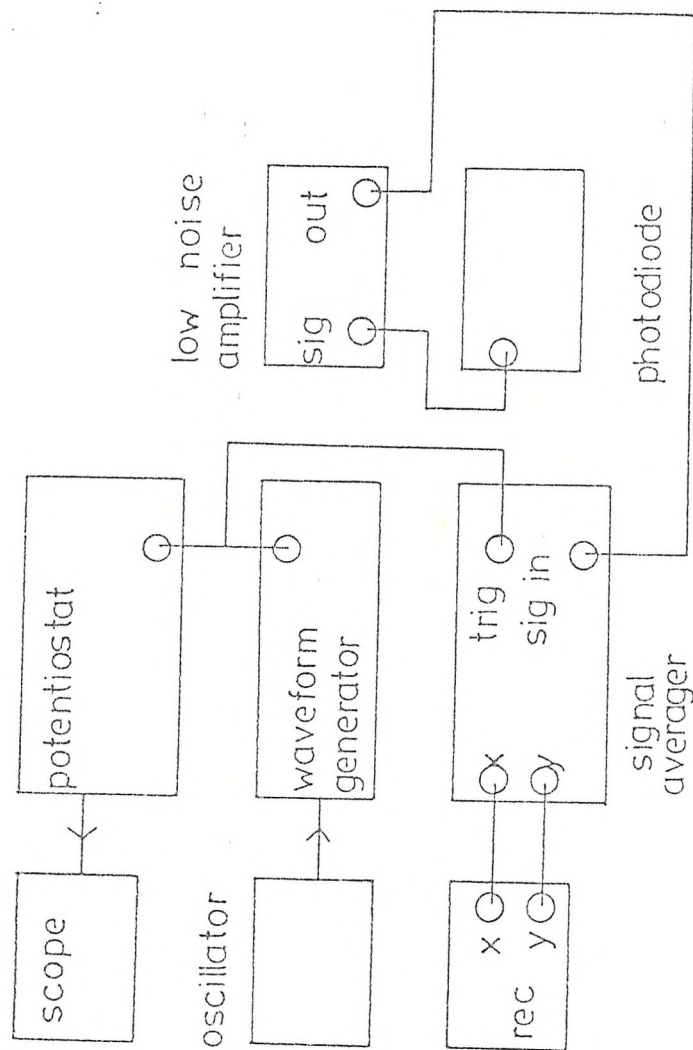 scope
potentiostat
oscillator
waveform
generator
low noise
amplifier
sig out
rec
x
y
x
y
trig
sig in
signal
averager
photodiode